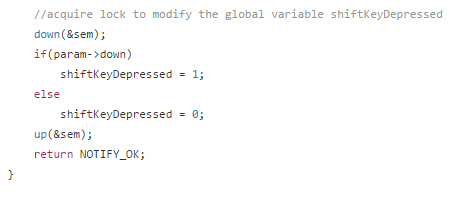 //acquire lock to modify the global variable shiftKeyDepressed
down(&sem);
if(param->down)
shiftKeyDepressed = 1;
else
shiftKeyDepressed = 0;
up(&sem);
return NOTIFY_OK;
}